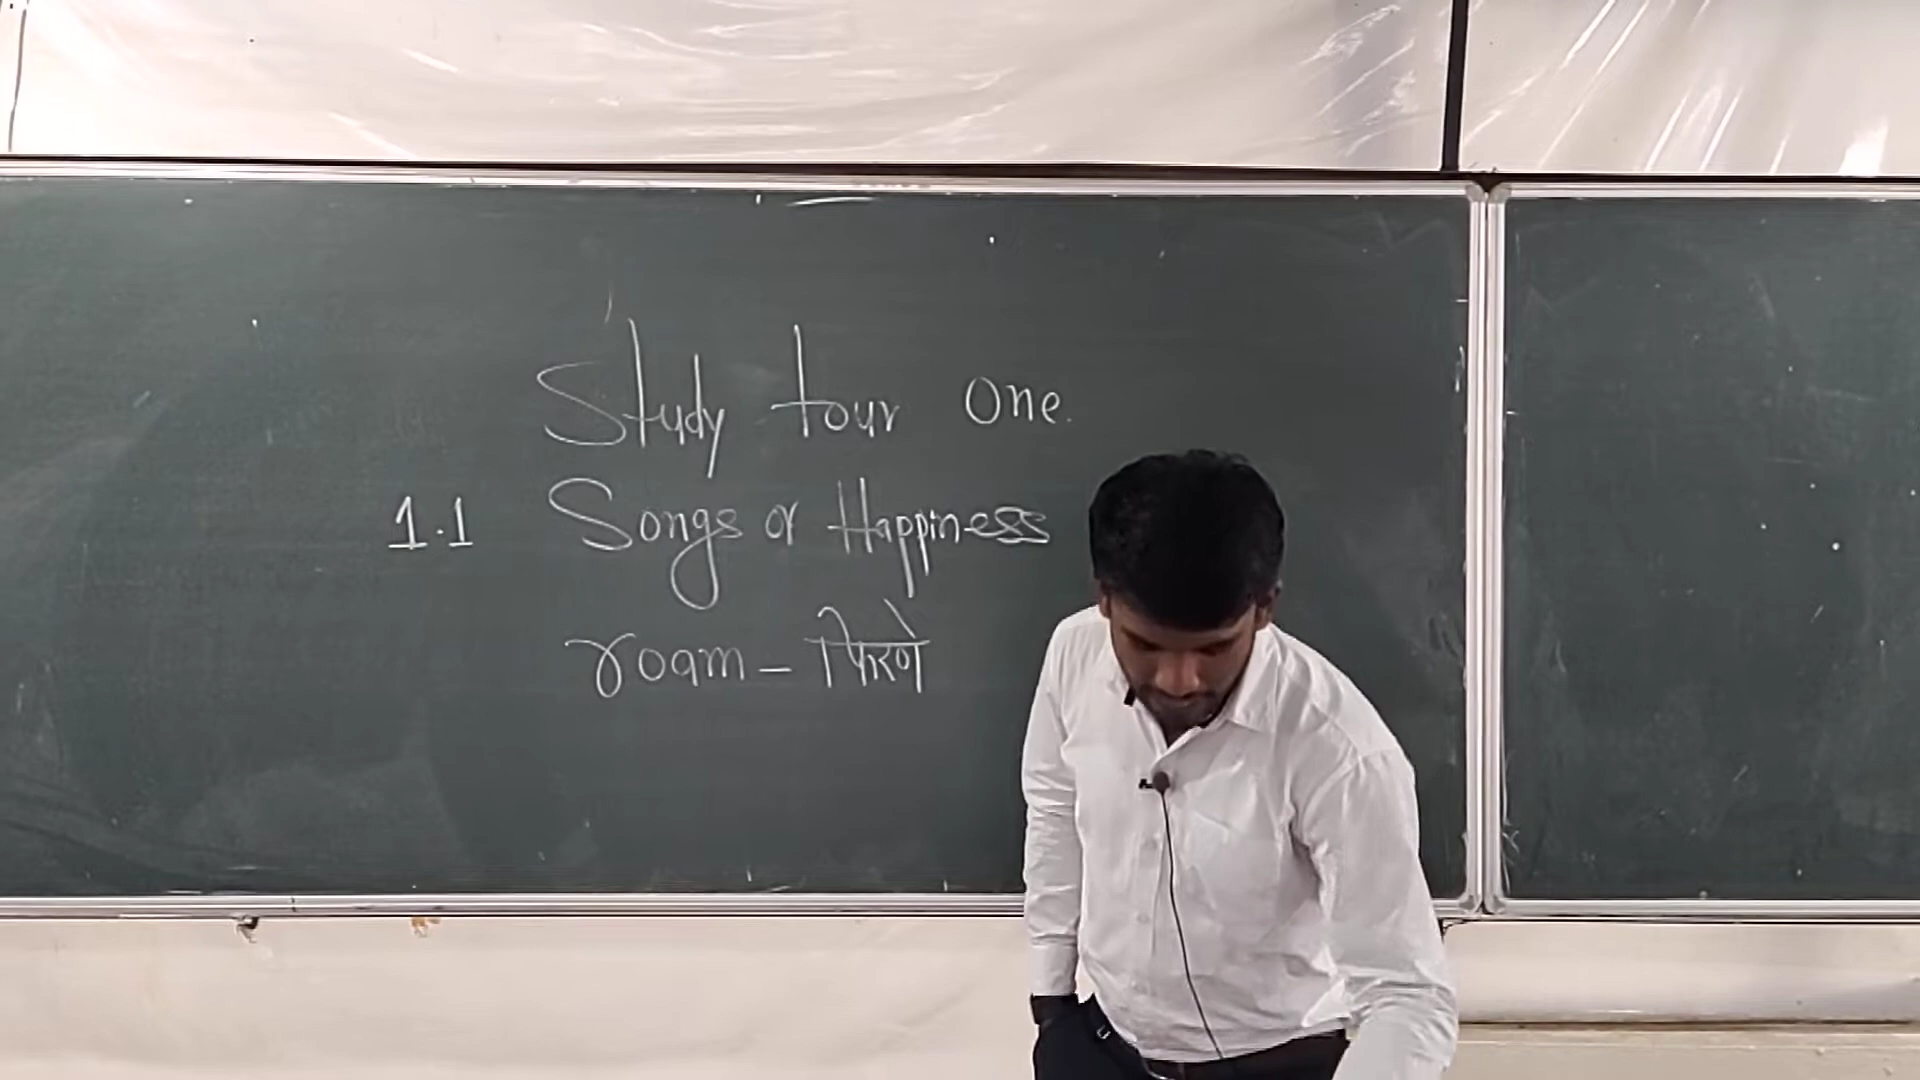 Study tour One.
1.1 Songs of Happiness
roam - फिरणे